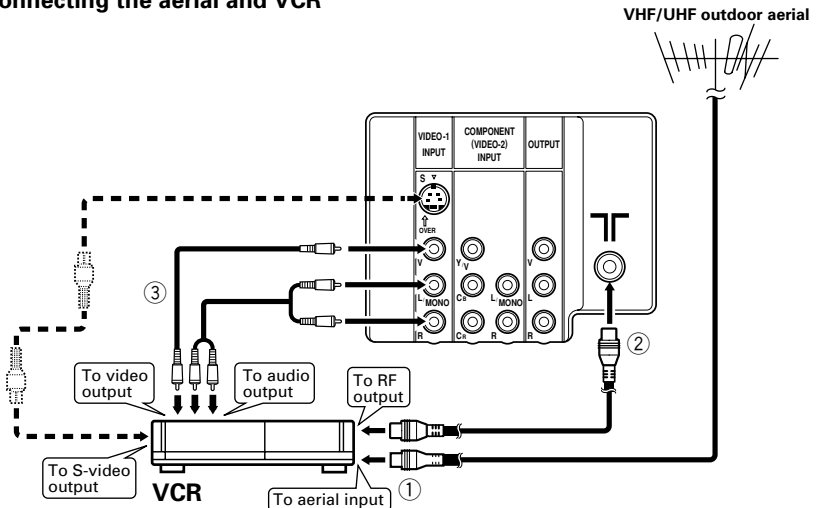 onnecting the aerial and VCR
VHF/UHF outdoor aerial
VIDEO-1
INPUT
COMPONENT
(VIDEO-2)
INPUT
OUTPUT
S
OVER
V
Y/V
V
L/MONO
CB
L/MONO
L
R
CR
R
R
③
②
To video
output
To audio
output
To RF
output
To S-video
output
VCR
To aerial input
①